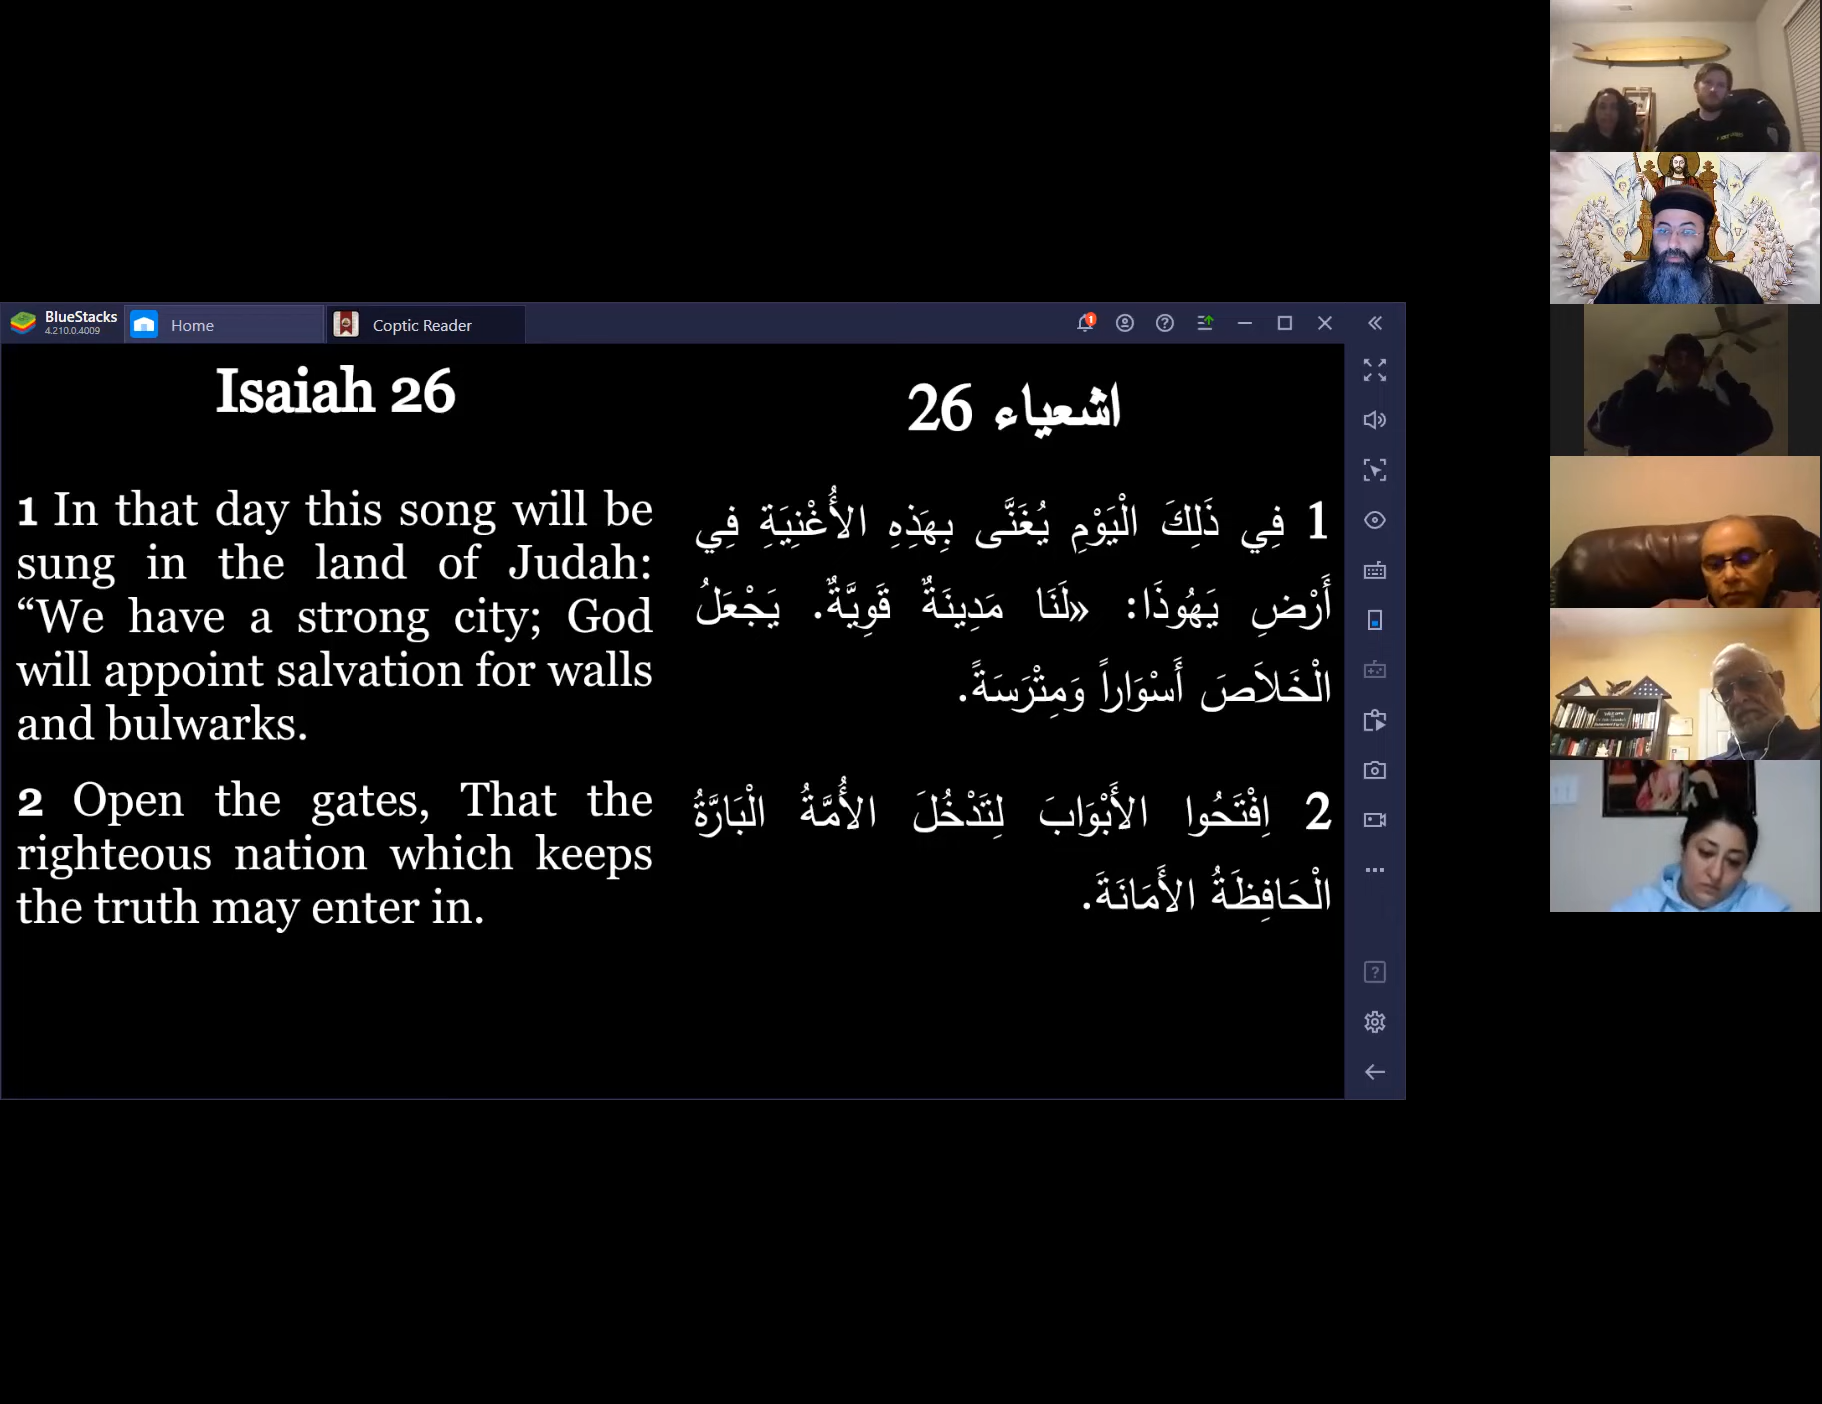 BlueStacks
4.210.0.4009
Home
Coptic Reader
1
Isaiah 26
1 In that day this song will be
sung in the land of Judah:
“We have a strong city; God
will appoint salvation for walls
and bulwarks.
2 Open the gates, That the
righteous nation which keeps
the truth may enter in.
اشعياء 26
1 فِي ذَلِكَ الْيَوْمِ يُغَنَّى بِهَذِهِ الأُغْنِيَةِ فِي
أَرْضِ يَهُوذَا: «لَنَا مَدِينَةٌ قَوِيَّةٌ. يَجْعَلُ
الْخَلاَصَ أَسْوَاراً وَمِتْرَسَةً.
2 اِفْتَحُوا الأَبْوَابَ لِتَدْخُلَ الأُمَّةُ الْبَارَّةُ
الْحَافِظَةُ الأَمَانَةَ.